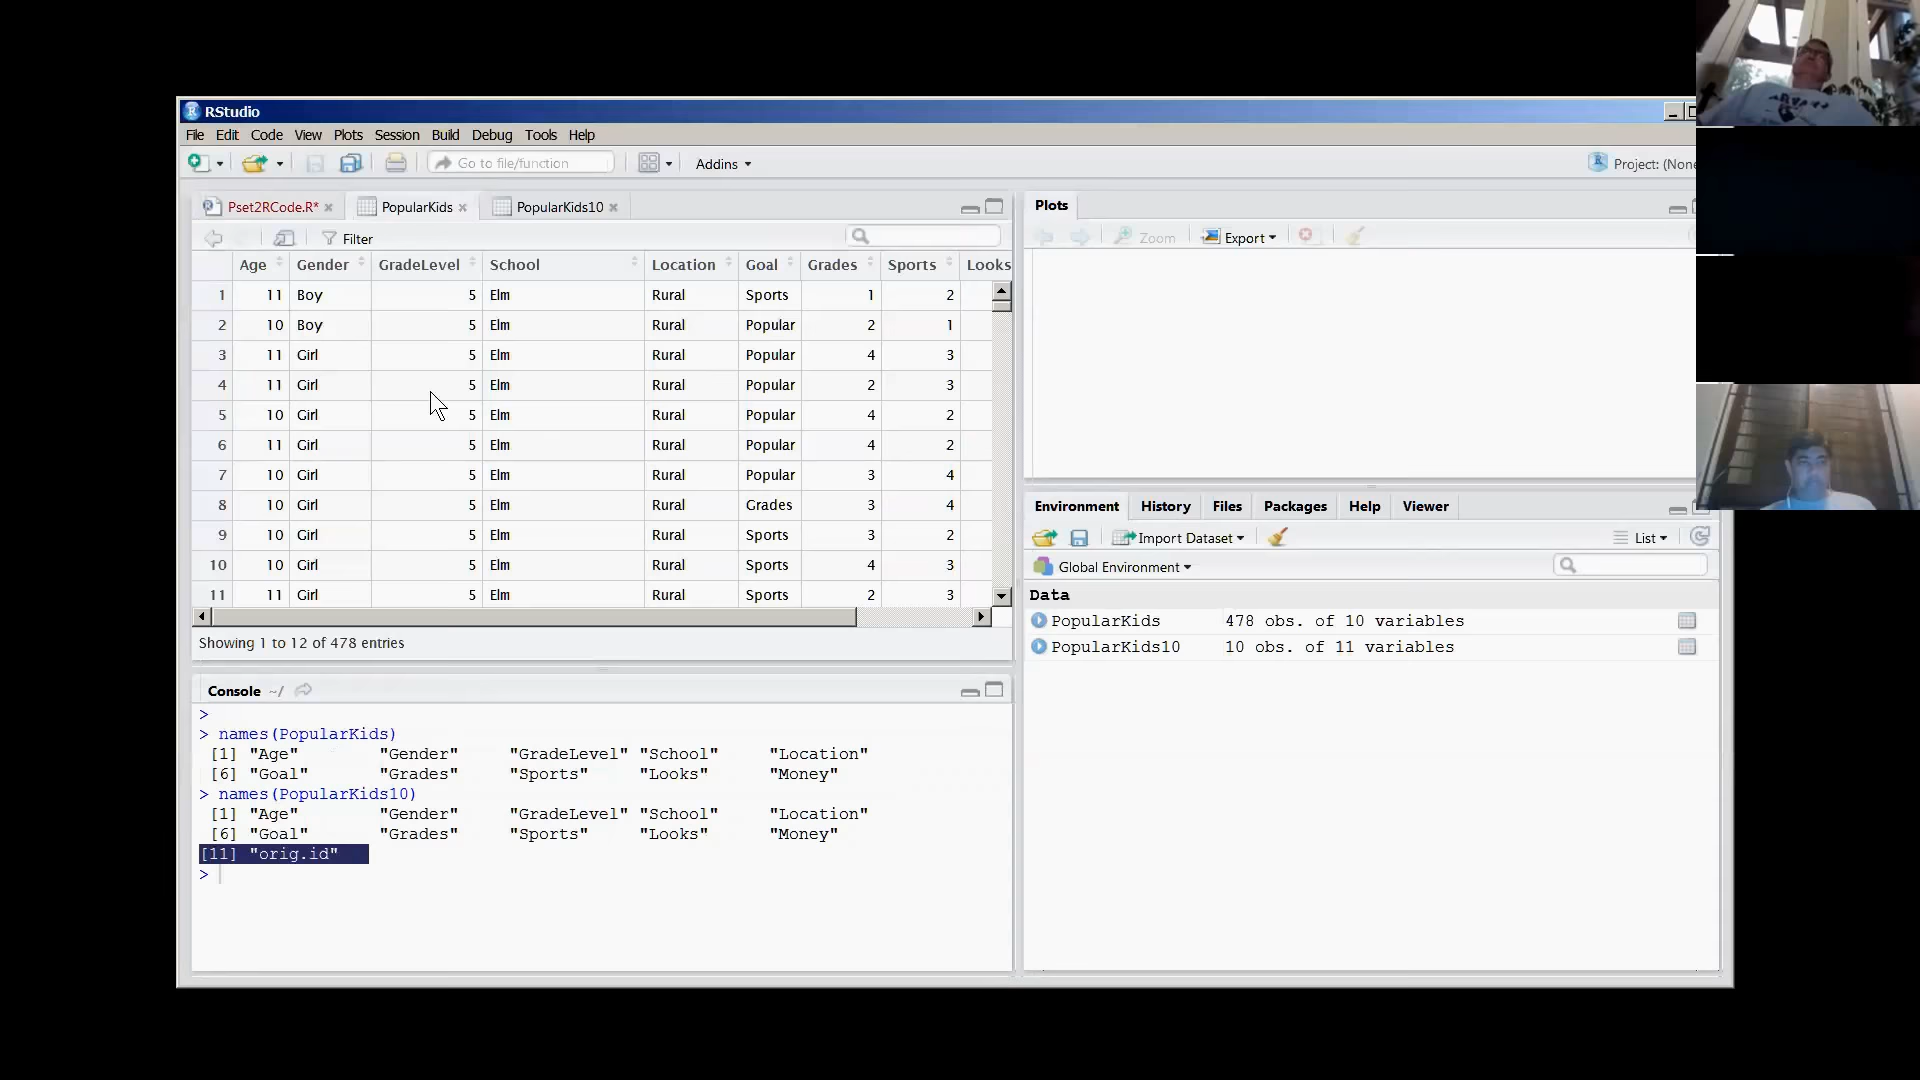 RStudio
File Edit Code View Plots Session Build Debug Tools Help
Go to file/function Addins Project: (None
Pset2RCode.R* PopularKids PopularKids10
Filter
Age Gender GradeLevel School Location Goal Grades Sports Looks
1 11 Boy 5 Elm Rural Sports 1 2
2 10 Boy 5 Elm Rural Popular 2 1
3 11 Girl 5 Elm Rural Popular 4 3
4 11 Girl 5 Elm Rural Popular 2 3
5 10 Girl 5 Elm Rural Popular 4 2
6 11 Girl 5 Elm Rural Popular 4 2
7 10 Girl 5 Elm Rural Popular 3 4
8 10 Girl 5 Elm Rural Grades 3 4
9 10 Girl 5 Elm Rural Sports 3 2
10 10 Girl 5 Elm Rural Sports 4 3
11 11 Girl 5 Elm Rural Sports 2 3
Showing 1 to 12 of 478 entries
Console ~/
>
> names(PopularKids)
[1] "Age" "Gender" "GradeLevel" "School" "Location"
[6] "Goal" "Grades" "Sports" "Looks" "Money"
> names(PopularKids10)
[1] "Age" "Gender" "GradeLevel" "School" "Location"
[6] "Goal" "Grades" "Sports" "Looks" "Money"
[11] "orig.id"
>
Plots
Zoom Export
Environment History Files Packages Help Viewer
Import Dataset List
Global Environment
Data
PopularKids 478 obs. of 10 variables
PopularKids10 10 obs. of 11 variables